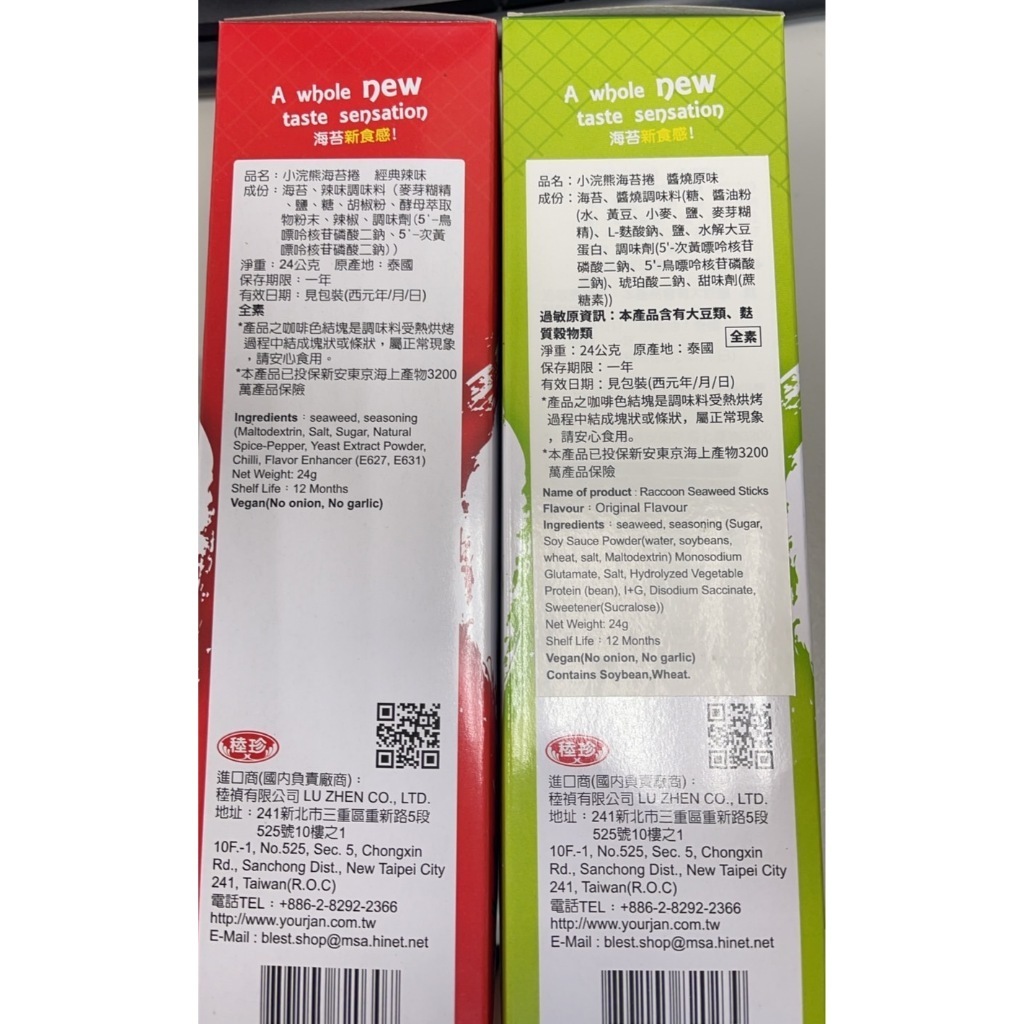 A whole new
taste sensation
海苔新食感!
品名：小浣熊海苔捲　經典辣味
成份：海苔、辣味調味料（麥芽糊精
、鹽、糖、胡椒粉、酵母萃取
物粉末、辣椒、調味劑(5'-鳥
嘌呤核苷磷酸二鈉、5'-次黃
嘌呤核苷磷酸二鈉)）
淨重：24公克　原產地：泰國
保存期限：一年
有效日期：見包裝(西元年/月/日)
全素
*產品之咖啡色結塊是調味料受熱烘烤
過程中結成塊狀或條狀，屬正常現象
，請安心食用。
*本產品已投保新安東京海上產物3200
萬產品保險
Ingredients：seaweed, seasoning
(Maltodextrin, Salt, Sugar, Natural
Spice-Pepper, Yeast Extract Powder,
Chilli, Flavor Enhancer (E627, E631)
Net Weight: 24g
Shelf Life：12 Months
Vegan(No onion, No garlic)
稑珍
進口商(國內負責廠商)：
稑禎有限公司 LU ZHEN CO., LTD.
地址：241新北市三重區重新路5段
525號10樓之1
10F.-1, No.525, Sec. 5, Chongxin
Rd., Sanchong Dist., New Taipei City
241, Taiwan(R.O.C)
電話TEL：+886-2-8292-2366
http://www.yourjan.com.tw
E-Mail : blest.shop@msa.hinet.net
A whole new
taste sensation
海苔新食感!
品名：小浣熊海苔捲　醬燒原味
成份：海苔、醬燒調味料(糖、醬油粉
(水、黃豆、小麥、鹽、麥芽糊
精)、L-麩酸鈉、鹽、水解大豆
蛋白、調味劑(5'-次黃嘌呤核苷
磷酸二鈉、5'-鳥嘌呤核苷磷酸
二鈉)、琥珀酸二鈉、甜味劑(蔗
糖素))
過敏原資訊：本產品含有大豆類、麩
質穀物類
全素
淨重：24公克　原產地：泰國
保存期限：一年
有效日期：見包裝(西元年/月/日)
*產品之咖啡色結塊是調味料受熱烘烤
過程中結成塊狀或條狀，屬正常現象
，請安心食用。
*本產品已投保新安東京海上產物3200
萬產品保險
Name of product : Raccoon Seaweed Sticks
Flavour：Original Flavour
Ingredients：seaweed, seasoning (Sugar,
Soy Sauce Powder(water, soybeans,
wheat, salt, Maltodextrin) Monosodium
Glutamate, Salt, Hydrolyzed Vegetable
Protein (bean), I+G, Disodium Saccinate,
Sweetener(Sucralose))
Net Weight: 24g
Shelf Life：12 Months
Vegan(No onion, No garlic)
Contains Soybean,Wheat.
稑珍
進口商(國內負責廠商)：
稑禎有限公司 LU ZHEN CO., LTD.
地址：241新北市三重區重新路5段
525號10樓之1
10F.-1, No.525, Sec. 5, Chongxin
Rd., Sanchong Dist., New Taipei City
241, Taiwan(R.O.C)
電話TEL：+886-2-8292-2366
http://www.yourjan.com.tw
E-Mail : blest.shop@msa.hinet.net